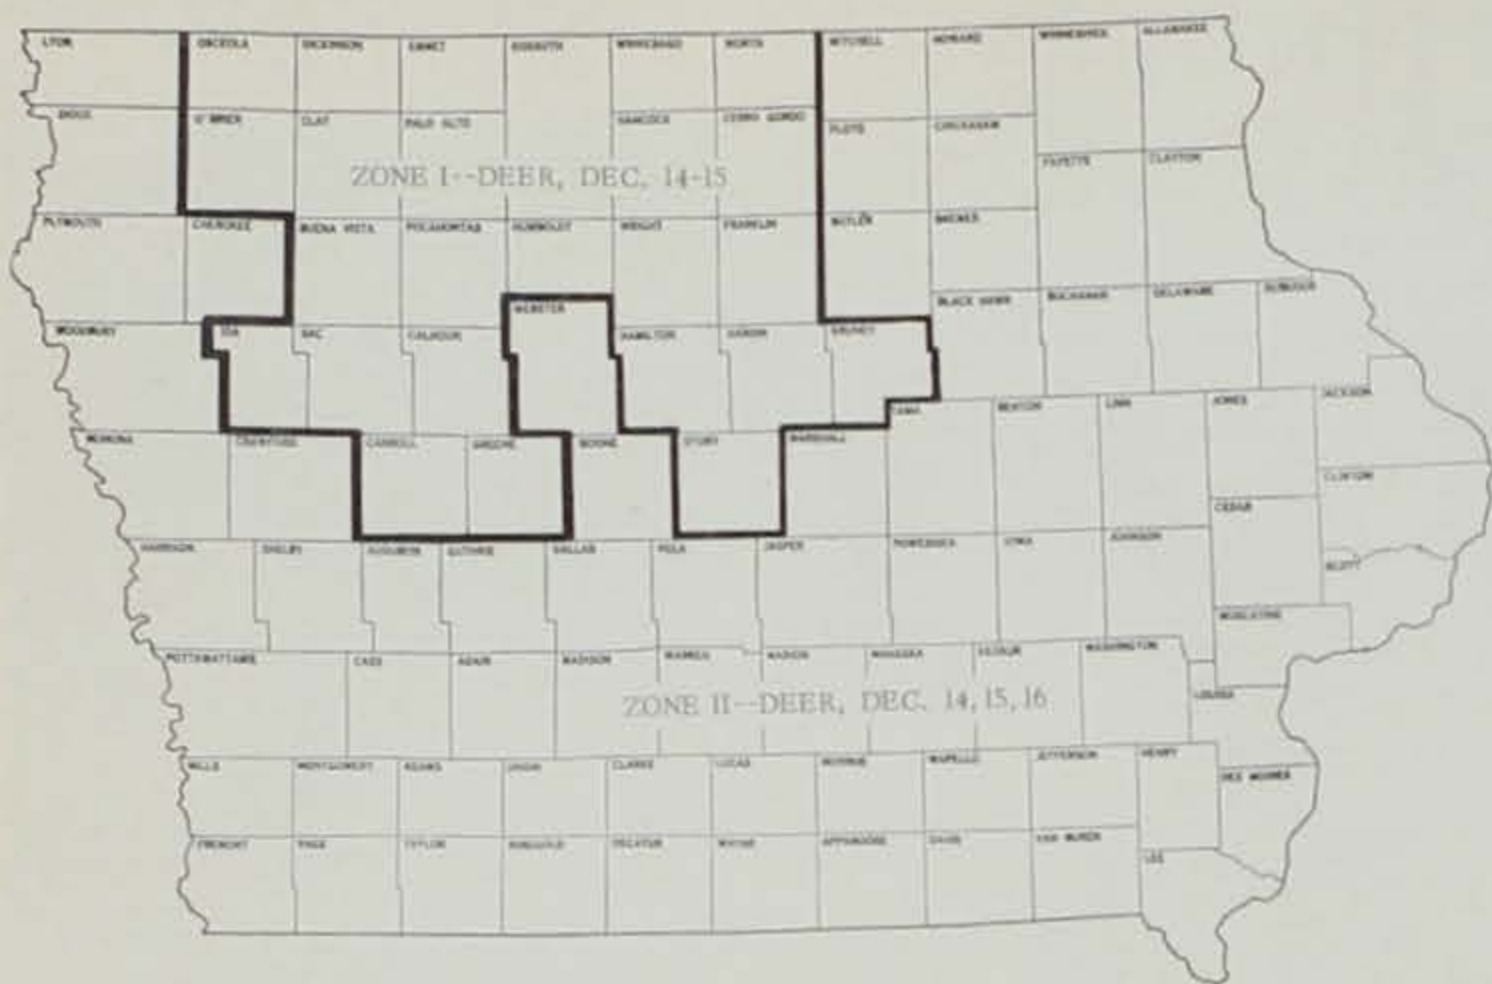 LYON OSCEOLA DICKINSON EMMET KOSSUTH WINNEBAGO WORTH MITCHELL HOWARD WINNESHIEK ALLAMAKEE
SIOUX O'BRIEN CLAY PALO ALTO HANCOCK CERRO GORDO FLOYD CHICKASAW
FAYETTE CLAYTON
ZONE I--DEER, DEC. 14-15
PLYMOUTH CHEROKEE BUENA VISTA POCAHONTAS HUMBOLDT WRIGHT FRANKLIN BUTLER BREMER
WOODBURY IDA SAC CALHOUN WEBSTER HAMILTON HARDIN GRUNDY BLACK HAWK BUCHANAN DELAWARE DUBUQUE
MONONA CRAWFORD CARROLL GREENE BOONE STORY MARSHALL TAMA BENTON LINN JONES JACKSON
CLINTON
CEDAR
HARRISON SHELBY AUDUBON GUTHRIE DALLAS POLK JASPER POWESHIEK IOWA JOHNSON
SCOTT
MUSCATINE
POTTAWATTAMIE CASS ADAIR MADISON WARREN MARION MAHASKA KEOKUK WASHINGTON
LOUISA
ZONE II--DEER, DEC. 14, 15, 16
MILLS MONTGOMERY ADAMS UNION CLARKE LUCAS MONROE WAPELLO JEFFERSON HENRY
DES MOINES
FREMONT PAGE TAYLOR RINGGOLD DECATUR WAYNE APPANOOSE DAVIS VAN BUREN
LEE